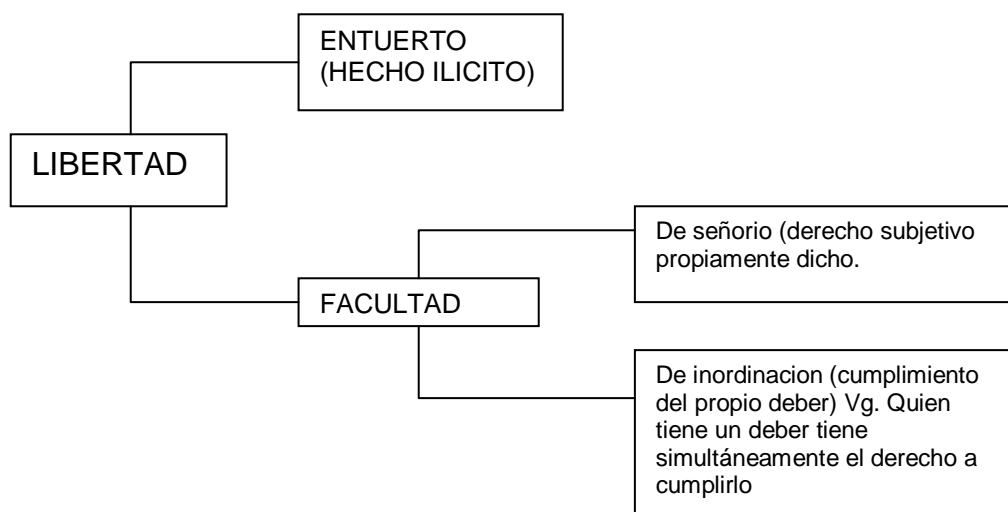 ENTUERTO
(HECHO ILICITO)
LIBERTAD
De señorio (derecho subjetivo
propiamente dicho.
FACULTAD
De inordinacion (cumplimiento
del propio deber) Vg. Quien
tiene un deber tiene
simultáneamente el derecho a
cumplirlo